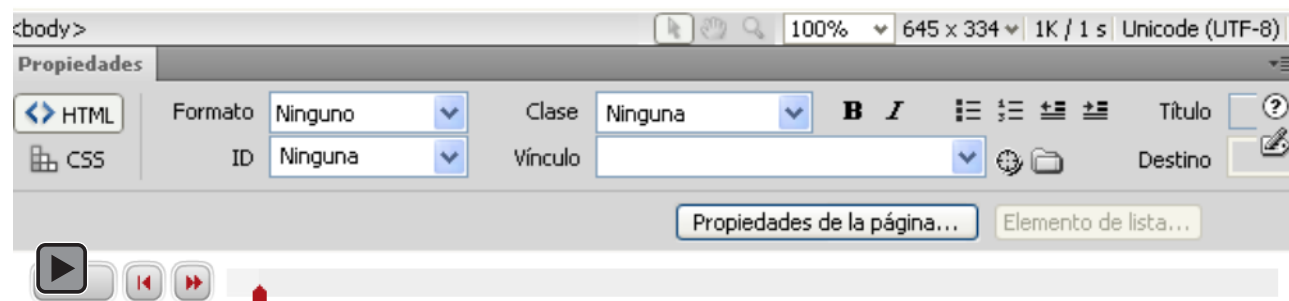 <body> 100% 645 x 334 1K / 1 s Unicode (UTF-8)
Propiedades
<> HTML Formato Ninguno Clase Ninguna B I Título
CSS ID Ninguna Vínculo Destino
Propiedades de la página... Elemento de lista...